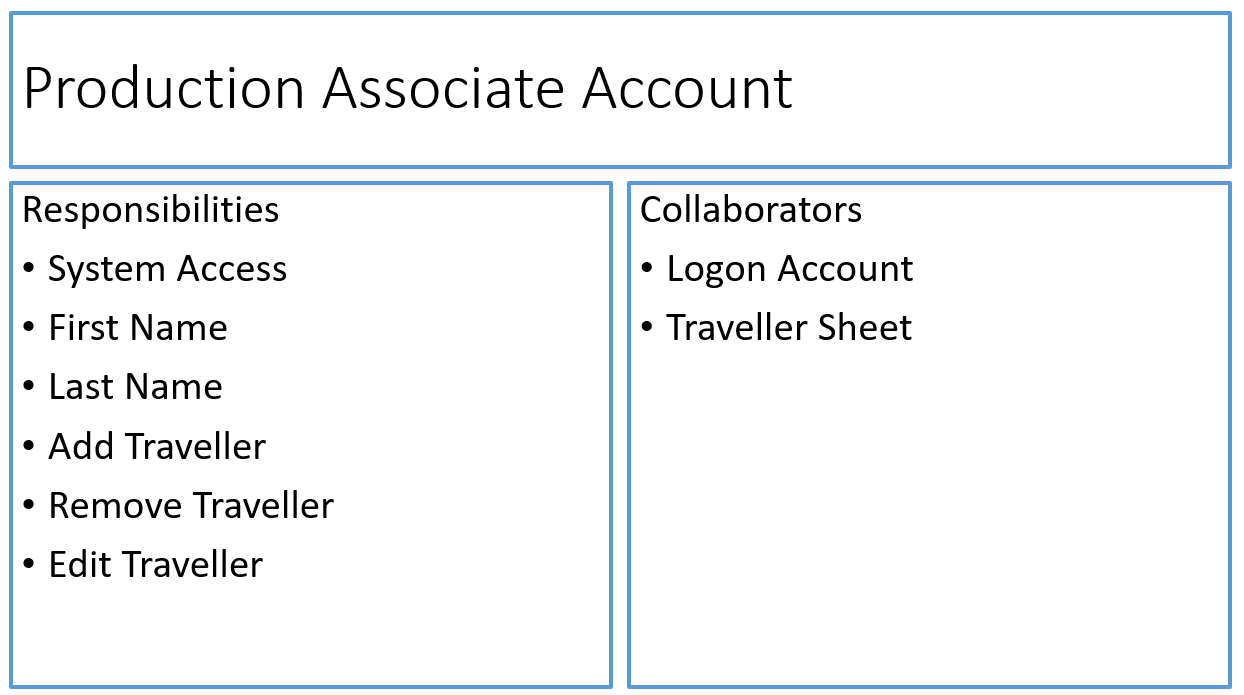 Production Associate Account
Responsibilities
• System Access
• First Name
• Last Name
• Add Traveller
• Remove Traveller
• Edit Traveller
Collaborators
• Logon Account
• Traveller Sheet